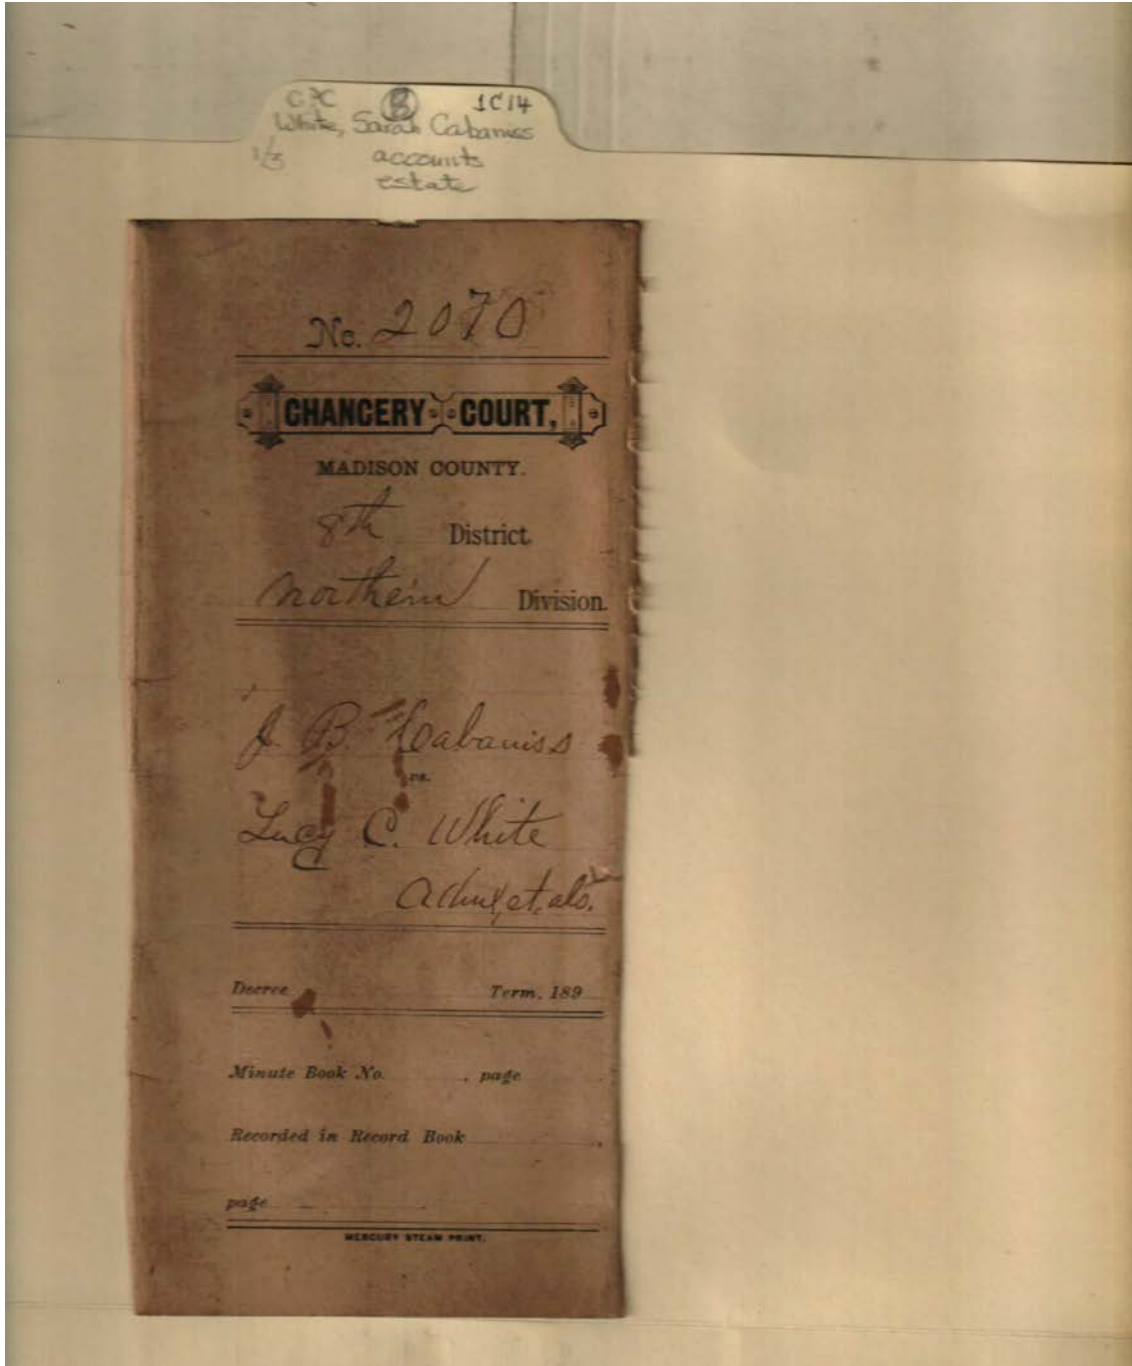 CPC B 1C14
White, Sarah Cabaniss
1/3 accounts
estate
No. 2070
CHANCERY COURT,
MADISON COUNTY.
8th District.
Northern Division.
J. B. Cabaniss
vs.
Lucy C. White
Admx, et. als.
Decree Term, 189
Minute Book No. , page
Recorded in Record Book
page
MERCURY STEAM PRINT.